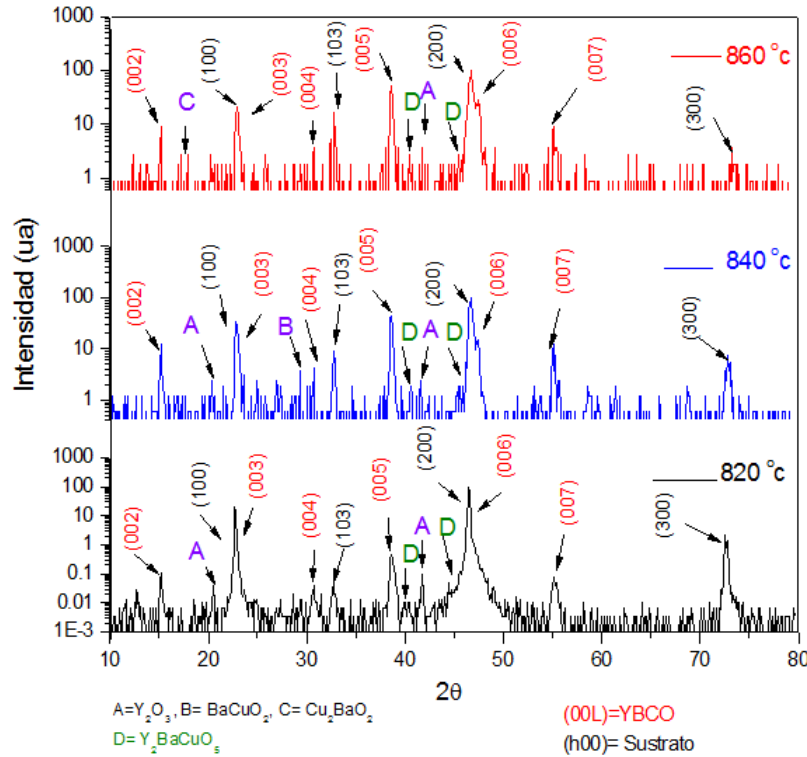 Intensidad (ua)
1000
100
10
1
(002)
C
(100)
(003)
(004)
(103)
(005)
D
A
D
(200)
(006)
(007)
(300)
860 °c
1000
100
10
1
(002)
A
(100)
(003)
B
(004)
(103)
(005)
D
A
D
(200)
(006)
(007)
(300)
840 °c
1000
100
10
1
0.1
0.01
1E-3
(002)
A
(100)
(003)
(004)
(103)
(005)
D
A
D
(200)
(006)
(007)
(300)
820 °c
10 20 30 40 50 60 70 80
2θ
A=Y₂O₃, B= BaCuO₂, C= Cu₂BaO₂
D= Y₂BaCuO₅
(00L)=YBCO
(h00)= Sustrato